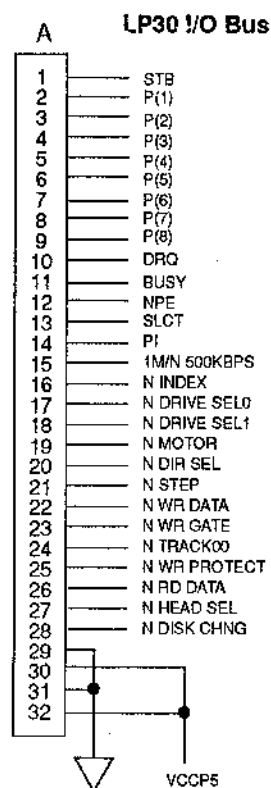 LP30 I/O Bus
A
1 STB
2 P(1)
3 P(2)
4 P(3)
5 P(4)
6 P(5)
7 P(6)
8 P(7)
9 P(8)
10 DRQ
11 BUSY
12 NPE
13 SLCT
14 PI
15 1M/N 500KBPS
16 N INDEX
17 N DRIVE SEL0
18 N DRIVE SEL1
19 N MOTOR
20 N DIR SEL
21 N STEP
22 N WR DATA
23 N WR GATE
24 N TRACK00
25 N WR PROTECT
26 N RD DATA
27 N HEAD SEL
28 N DISK CHNG
29
30
31
32
VCCP5